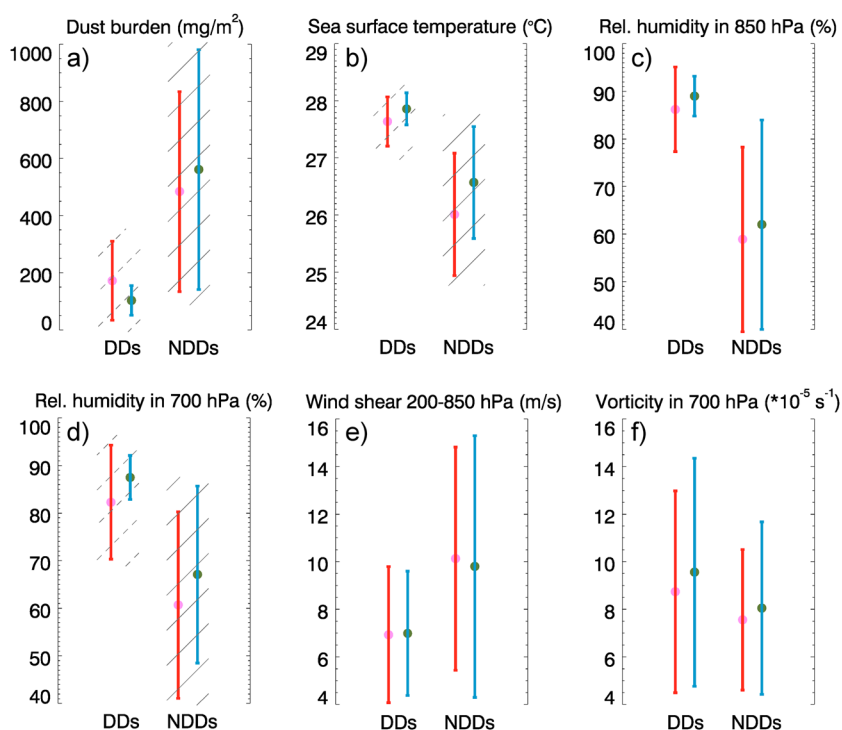 Dust burden (mg/m²)
a)
1000
800
600
400
200
0
DDs NDDs
Sea surface temperature (°C)
b)
29
28
27
26
25
24
DDs NDDs
Rel. humidity in 850 hPa (%)
c)
100
90
80
70
60
50
40
DDs NDDs
Rel. humidity in 700 hPa (%)
d)
100
90
80
70
60
50
40
DDs NDDs
Wind shear 200-850 hPa (m/s)
e)
16
14
12
10
8
6
4
DDs NDDs
Vorticity in 700 hPa (*10⁻⁵ s⁻¹)
f)
16
14
12
10
8
6
4
DDs NDDs